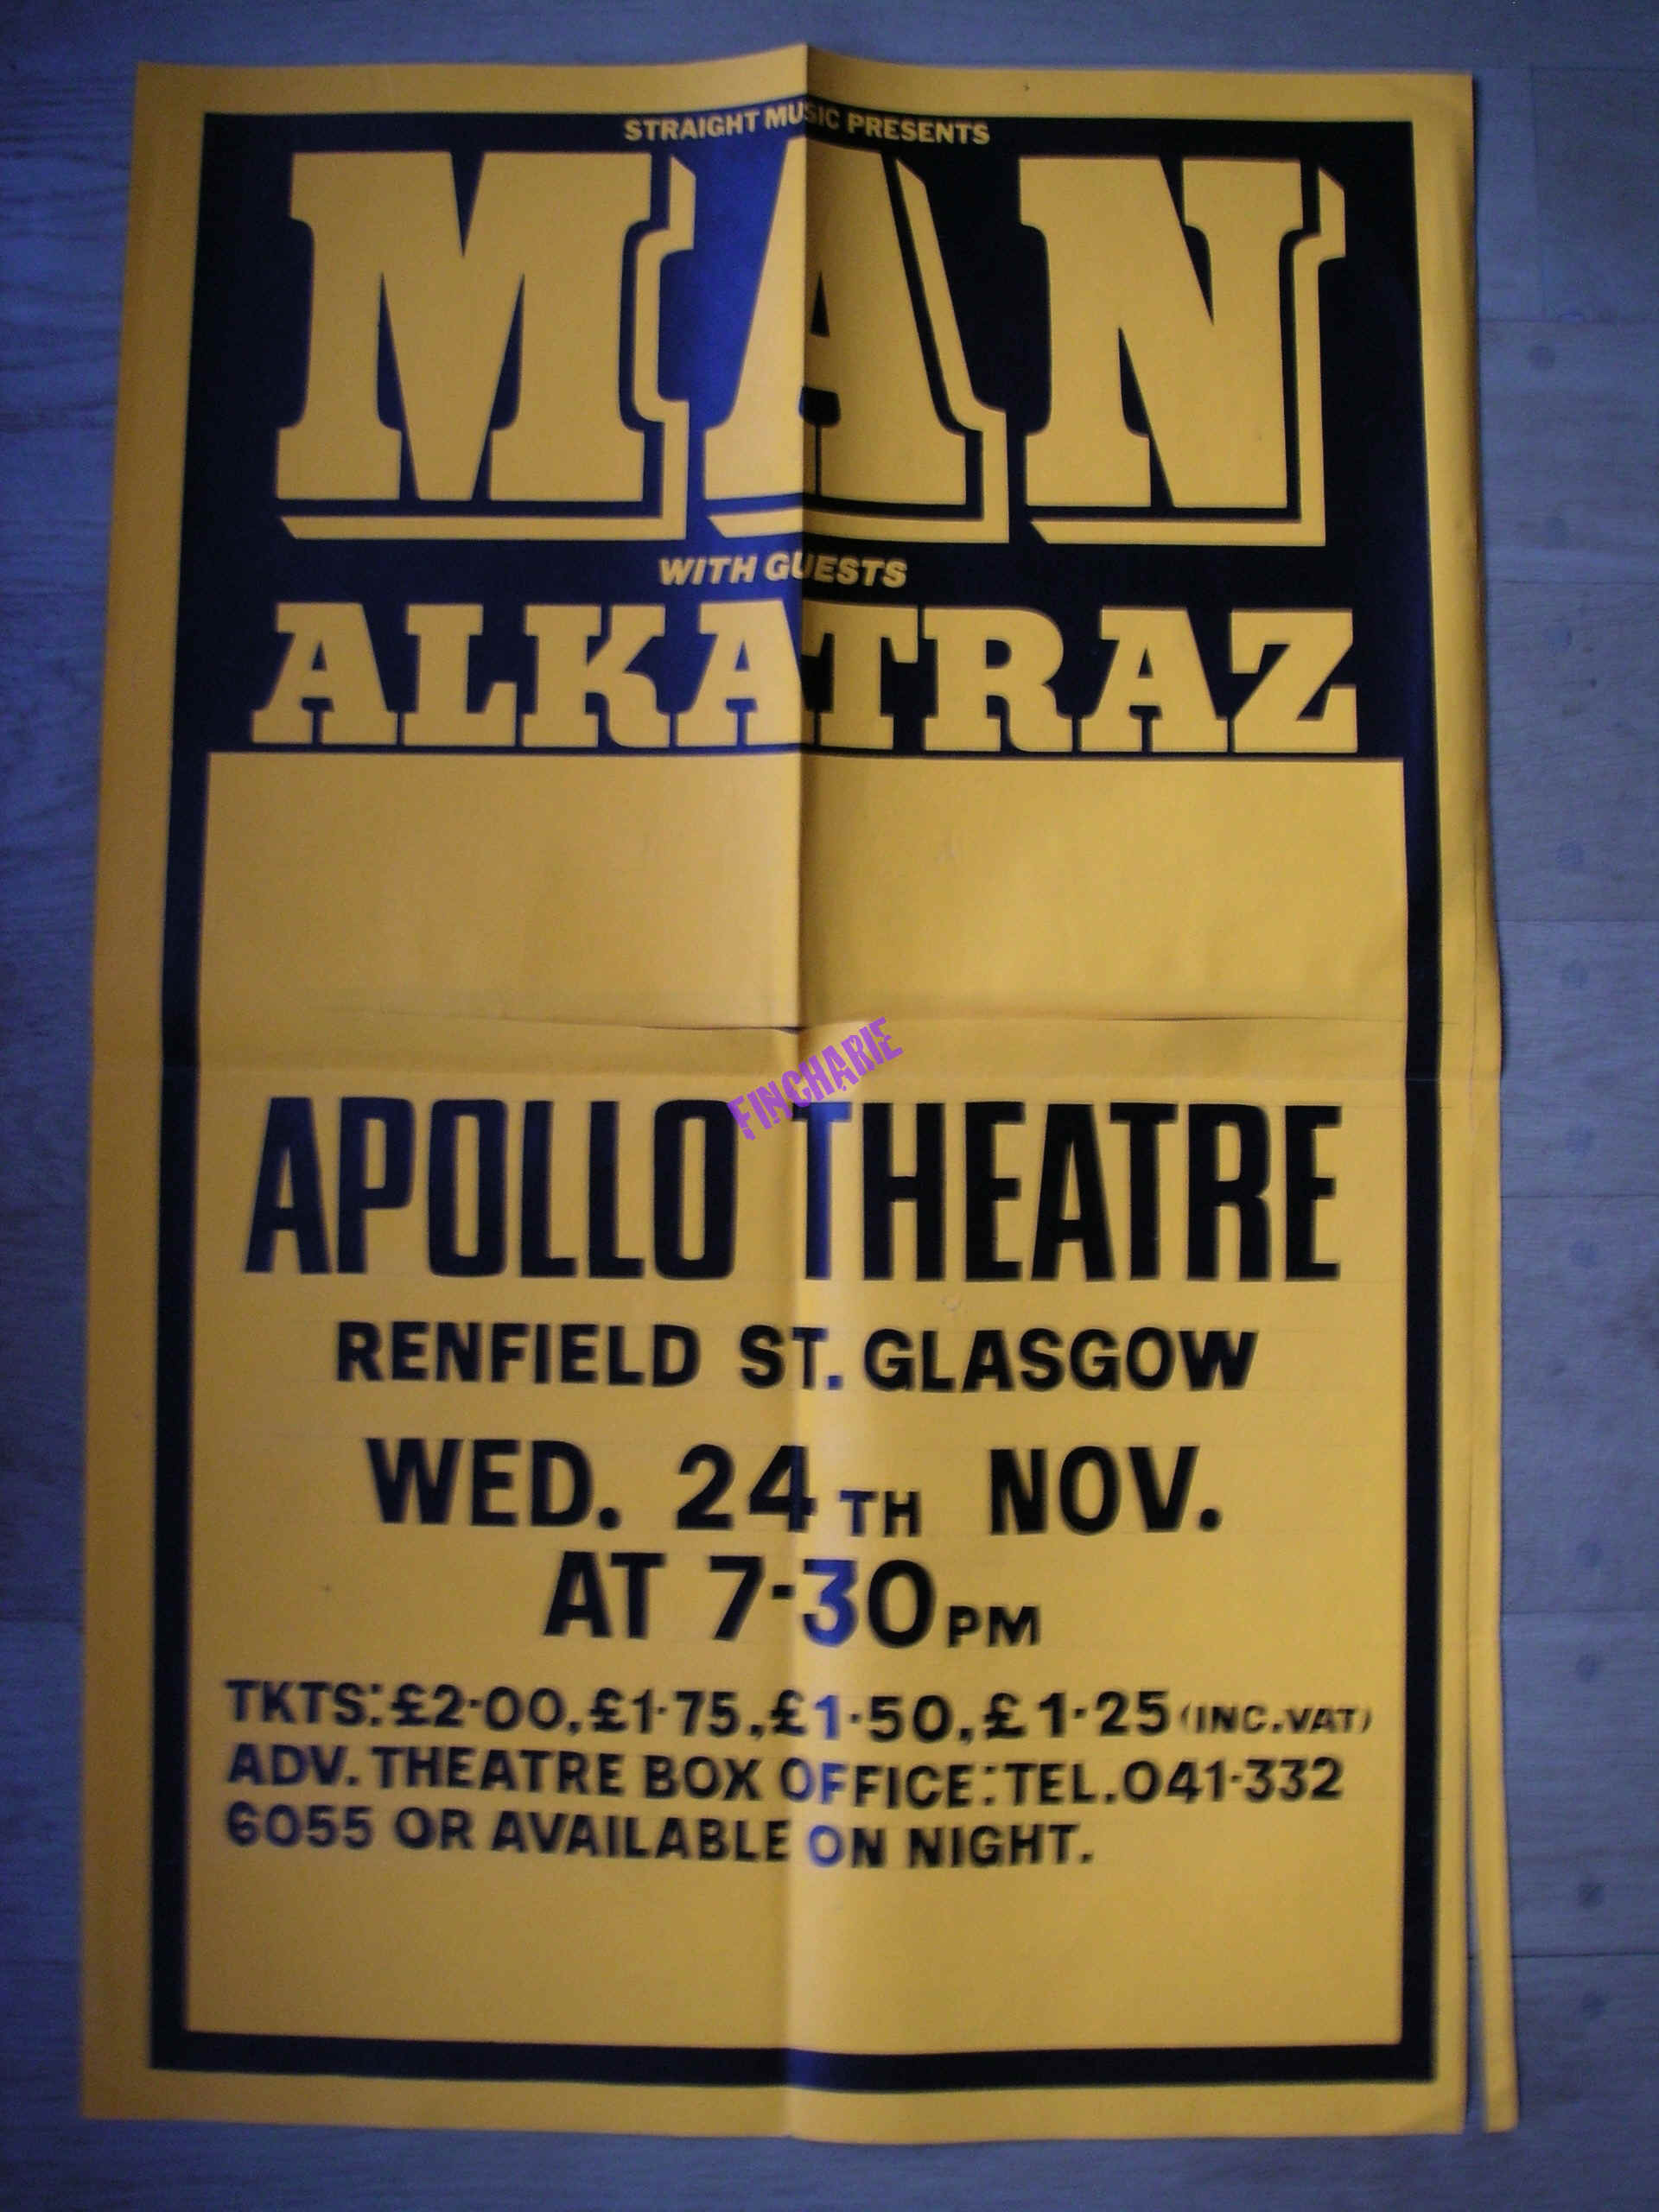 STRAIGHT MUSIC PRESENTS
MAN
WITH GUESTS
ALKATRAZ
FINCHARIE
APOLLO THEATRE
RENFIELD ST. GLASGOW
WED. 24TH NOV.
AT 7·30PM
TKTS:£2·00,£1·75,£1·50,£1·25 (INC.VAT)
ADV. THEATRE BOX OFFICE:TEL.041·332
6055 OR AVAILABLE ON NIGHT.